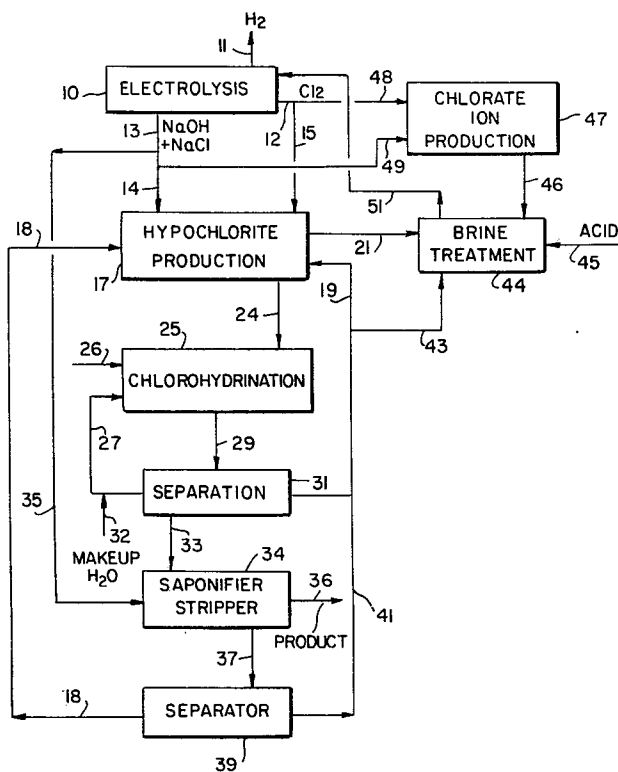 H2
11
10
ELECTROLYSIS
Cl2
48
CHLORATE
ION
PRODUCTION
47
13
NaOH
+NaCl
12
15
49
14
51
46
18
HYPOCHLORITE
PRODUCTION
17
21
BRINE
TREATMENT
44
ACID
45
19
24
43
25
26
CHLOROHYDRINATION
27
29
SEPARATION
31
35
32
33
MAKEUP
H2O
34
SAPONIFIER
STRIPPER
36
PRODUCT
41
37
18
SEPARATOR
39